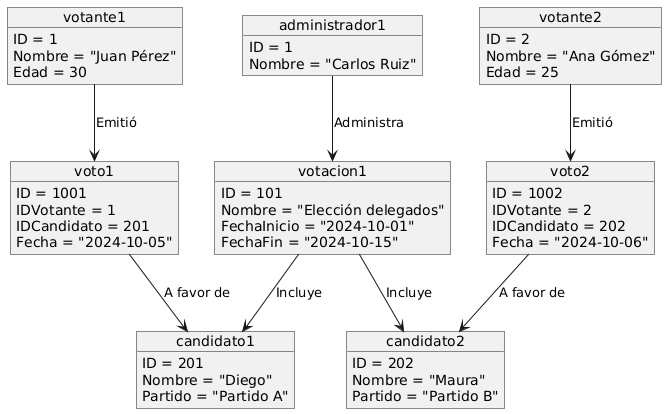 votante1
ID = 1
Nombre = "Juan Pérez"
Edad = 30
administrador1
ID = 1
Nombre = "Carlos Ruiz"
votante2
ID = 2
Nombre = "Ana Gómez"
Edad = 25
Emitió
Administra
Emitió
voto1
ID = 1001
IDVotante = 1
IDCandidato = 201
Fecha = "2024-10-05"
votacion1
ID = 101
Nombre = "Elección delegados"
FechaInicio = "2024-10-01"
FechaFin = "2024-10-15"
voto2
ID = 1002
IDVotante = 2
IDCandidato = 202
Fecha = "2024-10-06"
A favor de
Incluye
Incluye
A favor de
candidato1
ID = 201
Nombre = "Diego"
Partido = "Partido A"
candidato2
ID = 202
Nombre = "Maura"
Partido = "Partido B"